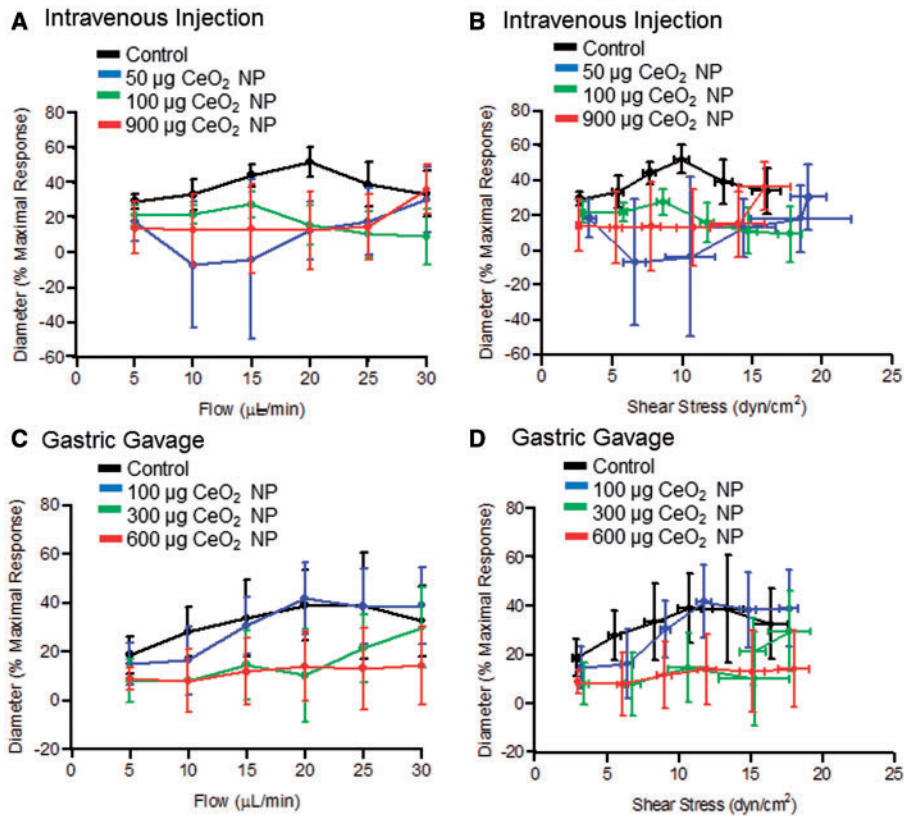 A Intravenous Injection
Control
50 µg CeO₂ NP
100 µg CeO₂ NP
900 µg CeO₂ NP
Diameter (% Maximal Response)
80
60
40
20
0
-20
-40
-60
0 5 10 15 20 25 30
Flow (µL/min)
B Intravenous Injection
Control
50 µg CeO₂ NP
100 µg CeO₂ NP
900 µg CeO₂ NP
Diameter (% Maximal Response)
80
60
40
20
0
-20
-40
-60
0 5 10 15 20 25
Shear Stress (dyn/cm²)
C Gastric Gavage
Control
100 µg CeO₂ NP
300 µg CeO₂ NP
600 µg CeO₂ NP
Diameter (% Maximal Response)
80
60
40
20
0
-20
0 5 10 15 20 25 30
Flow (µL/min)
D Gastric Gavage
Control
100 µg CeO₂ NP
300 µg CeO₂ NP
600 µg CeO₂ NP
Diameter (% Maximal Response)
80
60
40
20
0
-20
0 5 10 15 20 25
Shear Stress (dyn/cm²)